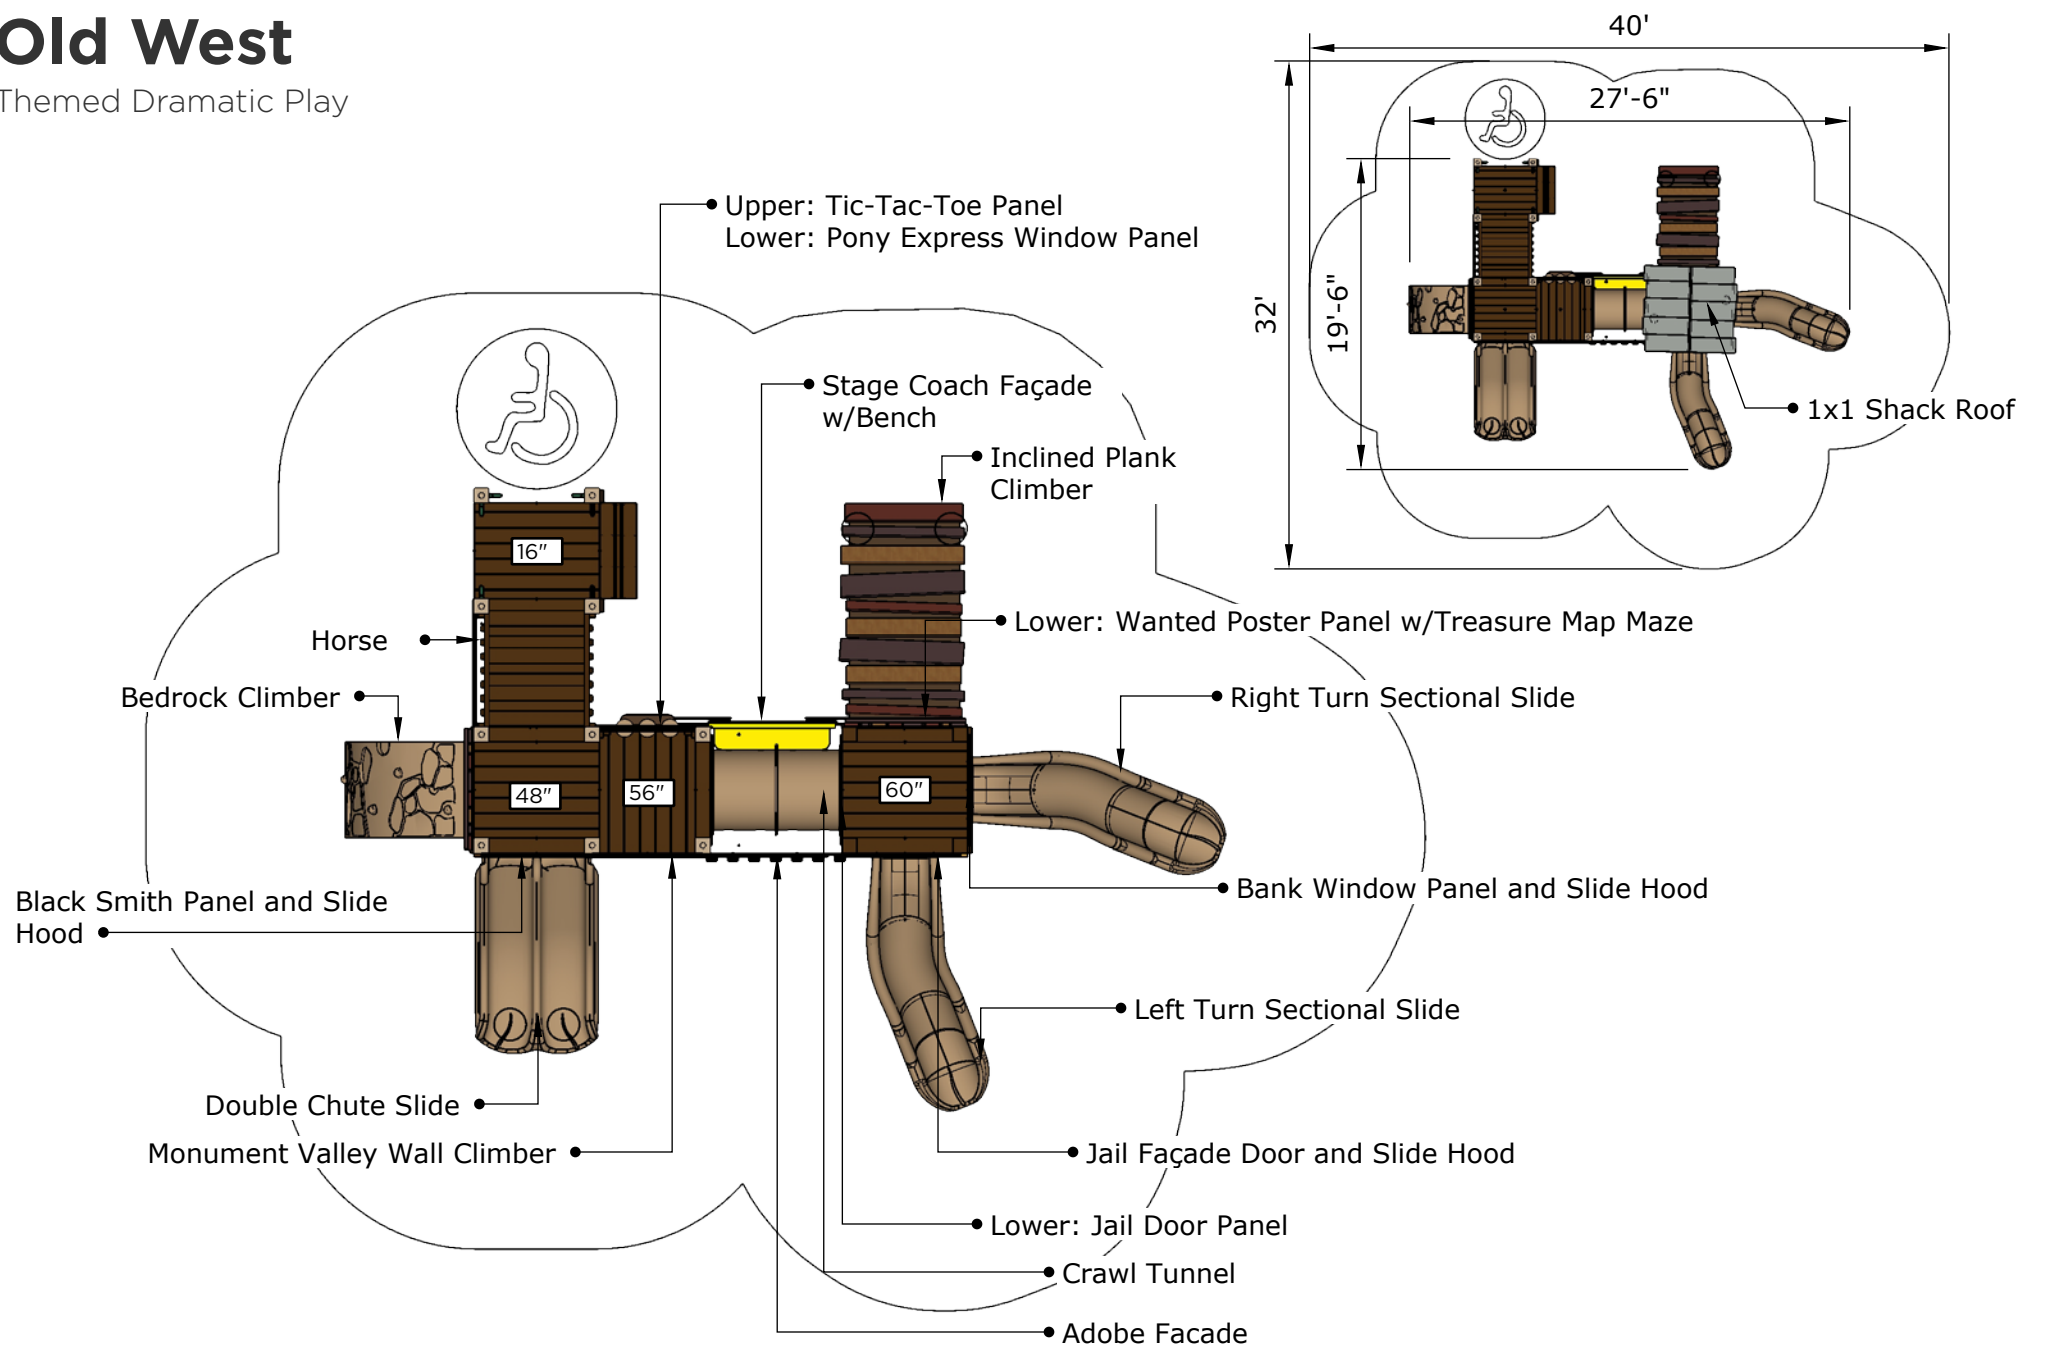 Old West
Themed Dramatic Play
40'
27'-6"
32'
19'-6"
1x1 Shack Roof
Upper: Tic-Tac-Toe Panel
Lower: Pony Express Window Panel
Stage Coach Façade
w/Bench
Inclined Plank
Climber
16"
Lower: Wanted Poster Panel w/Treasure Map Maze
Horse
Bedrock Climber
Right Turn Sectional Slide
48"
56"
60"
Black Smith Panel and Slide
Hood
Bank Window Panel and Slide Hood
Left Turn Sectional Slide
Double Chute Slide
Monument Valley Wall Climber
Jail Façade Door and Slide Hood
Lower: Jail Door Panel
Crawl Tunnel
Adobe Facade